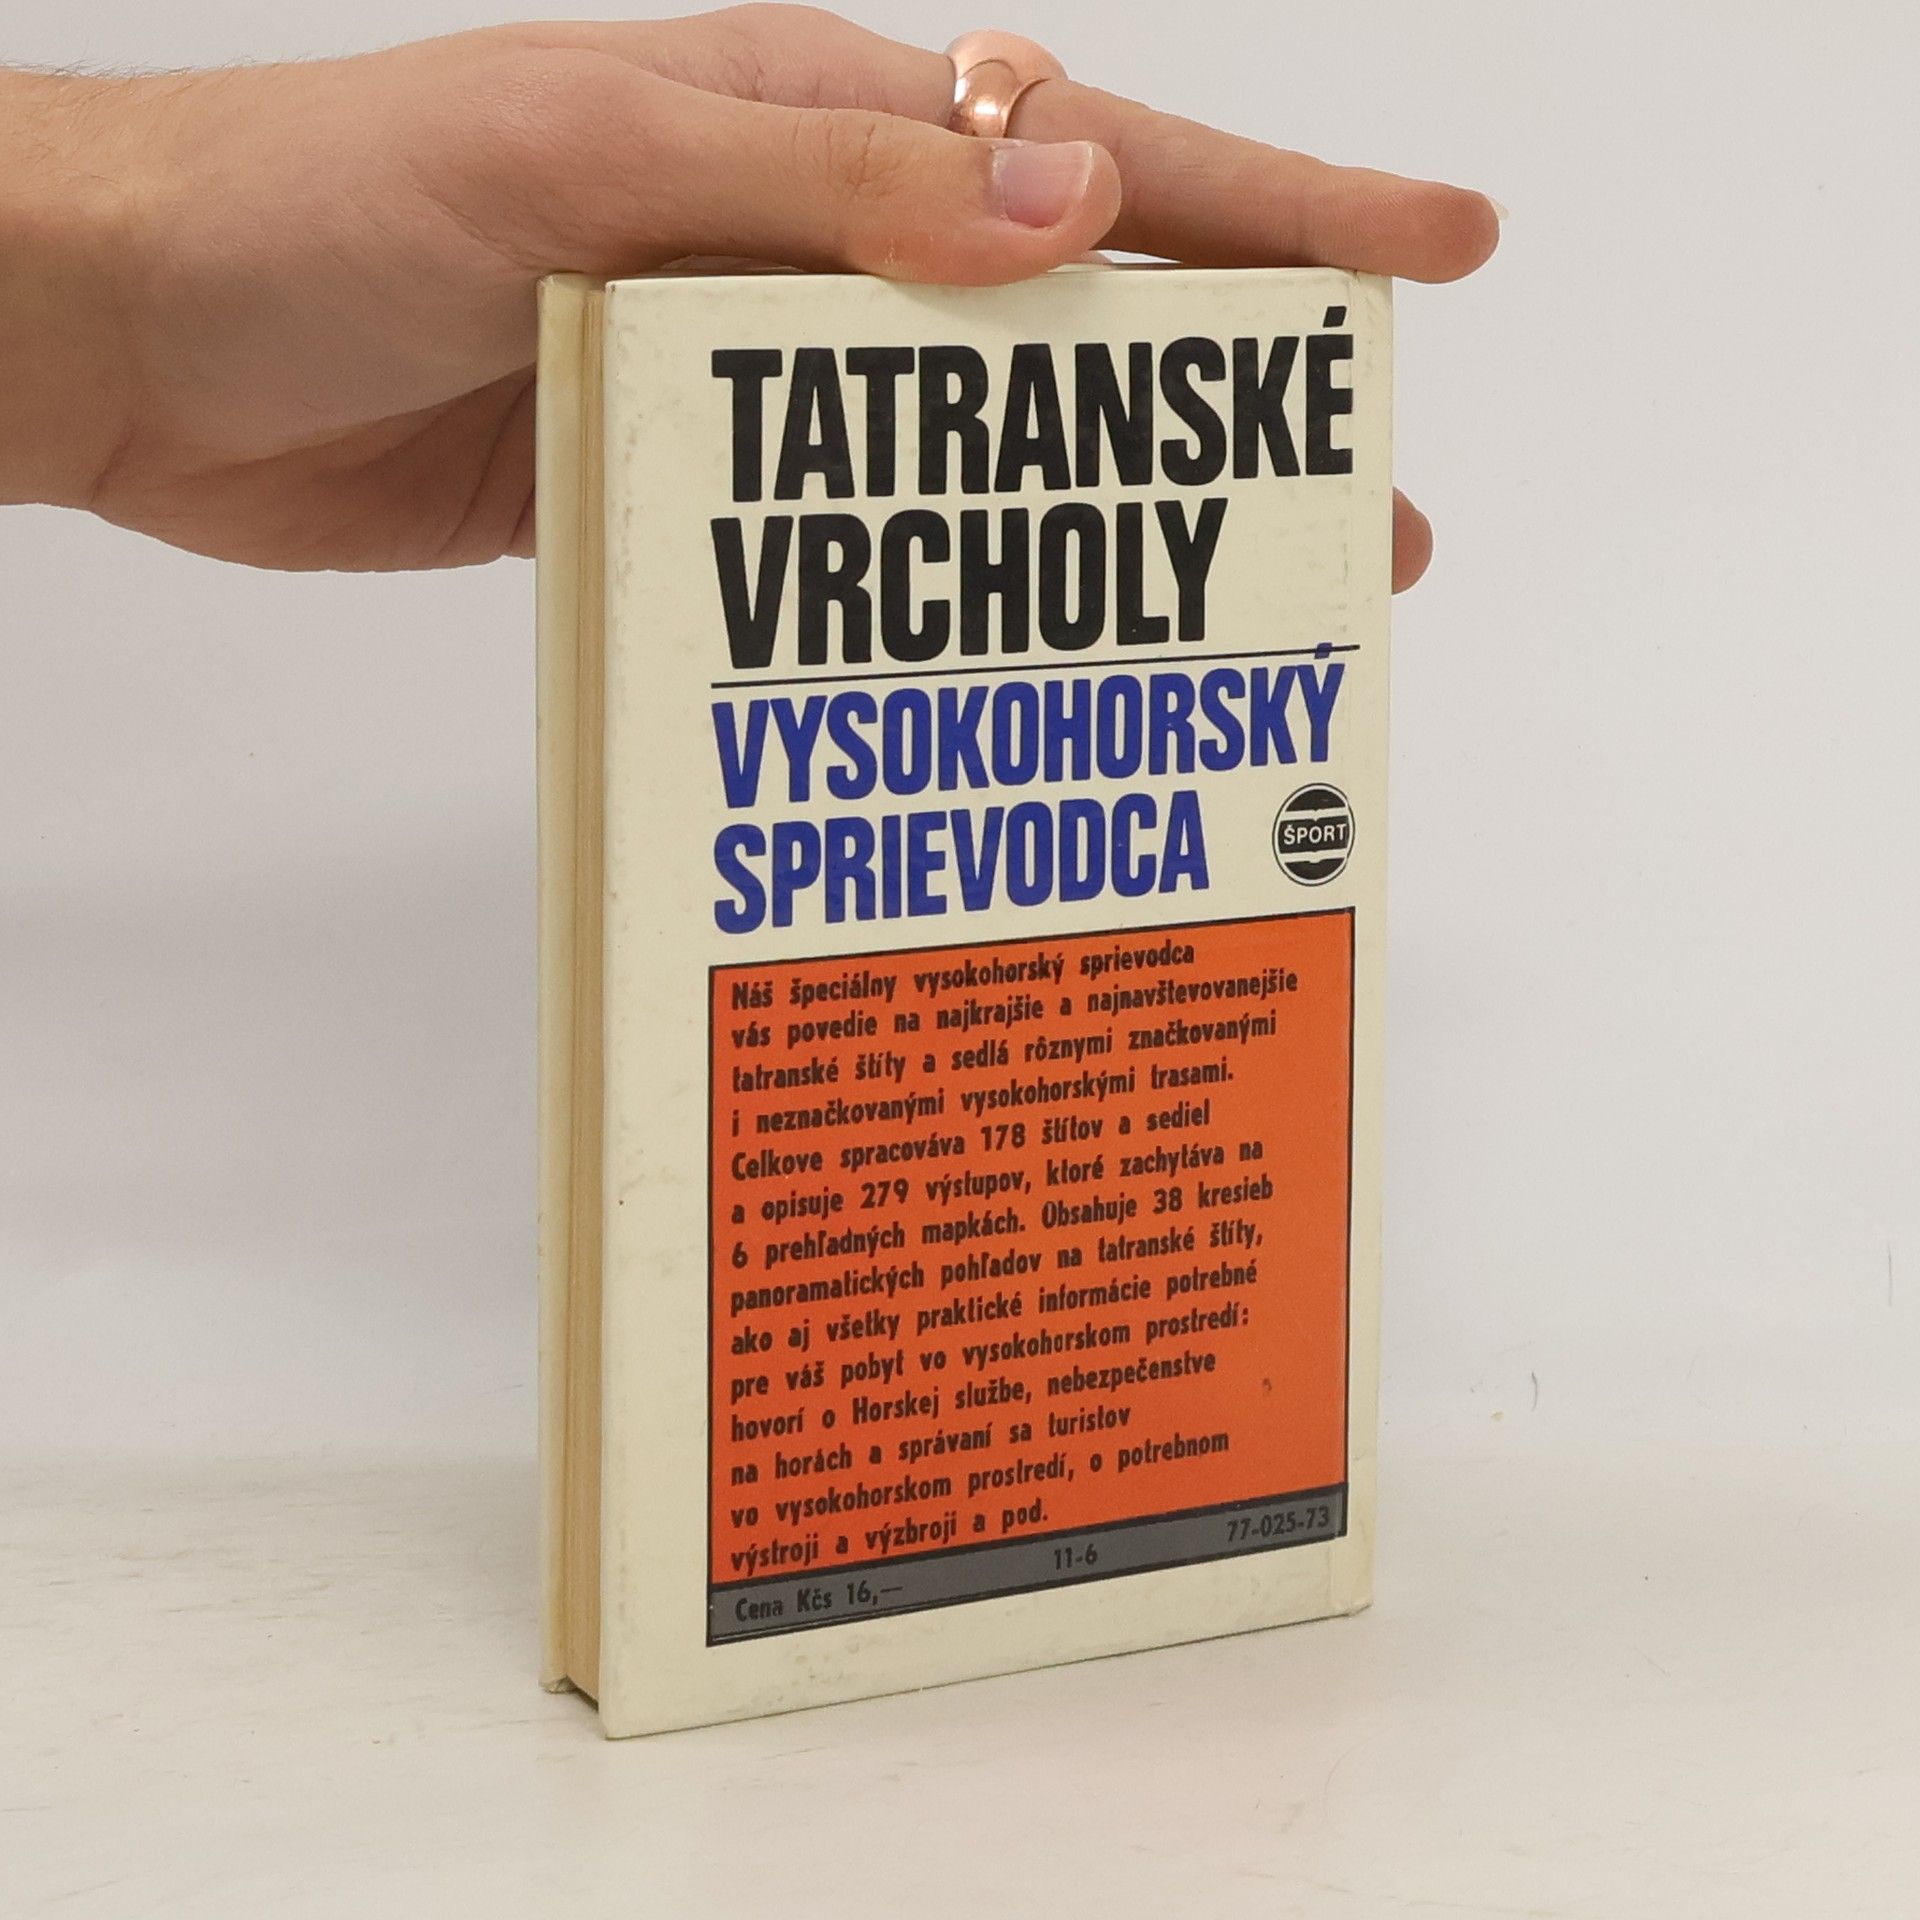 TATRANSKÉ
VRCHOLY
VYSOKOHORSKÝ
SPRIEVODCA
ŠPORT
Náš špeciálny vysokohorský sprievodca
vás povedie na najkrajšie a najnavštevovanejšie
tatranské štíty a sedlá rôznymi značkovanými
i neznačkovanými vysokohorskými trasami.
Celkove spracováva 178 štítov a sediel
a opisuje 279 výstupov, ktoré zachytáva na
6 prehľadných mapkách. Obsahuje 38 kresieb
panoramatických pohľadov na tatranské štíty,
ako aj všetky praktické informácie potrebné
pre váš pobyt vo vysokohorskom prostredí:
hovorí o Horskej službe, nebezpečenstve
na horách a správaní sa turistov
vo vysokohorskom prostredí, o potrebnom
výstroji a výzbroji a pod.
Cena Kčs 16,— 11-6 77-025-73